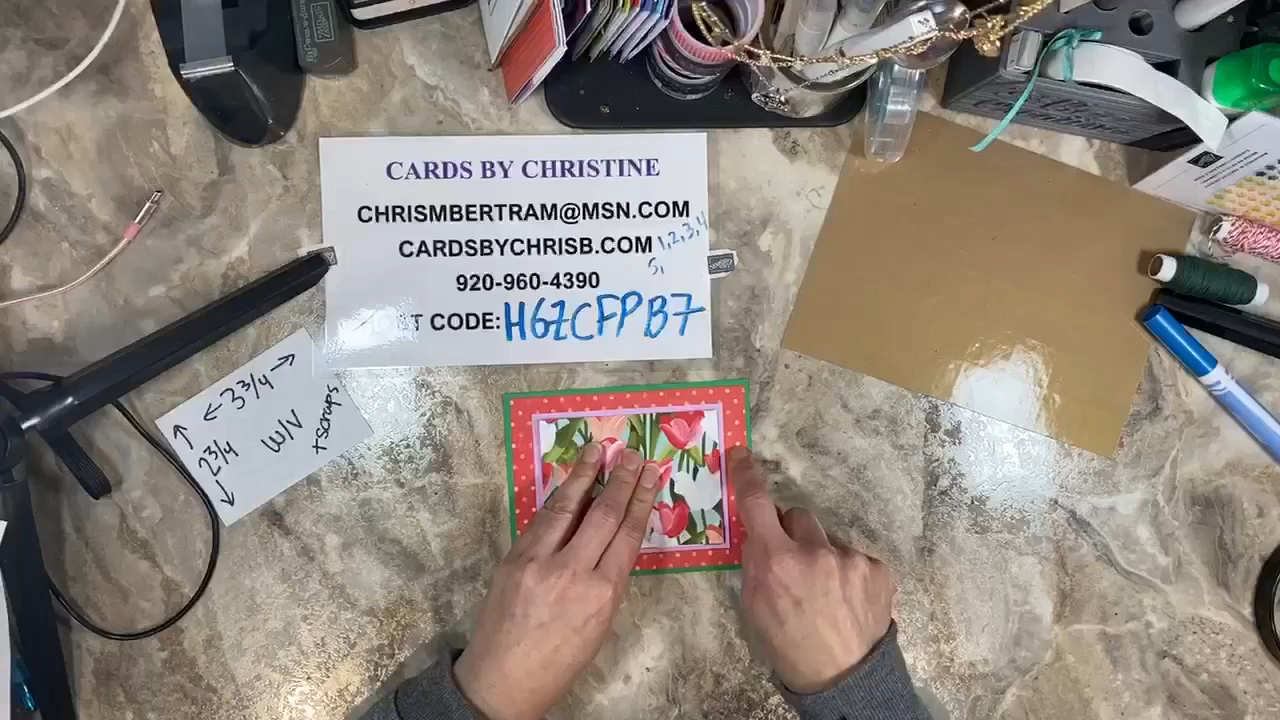 CARDS BY CHRISTINE
CHRISMBERTRAM@MSN.COM
CARDSBYCHRISB.COM 1,2,3,4
5,
920-960-4390
CODE: H6ZCFPB7
← 3 3/4 →
← 2 3/4 →
W/V
+scraps